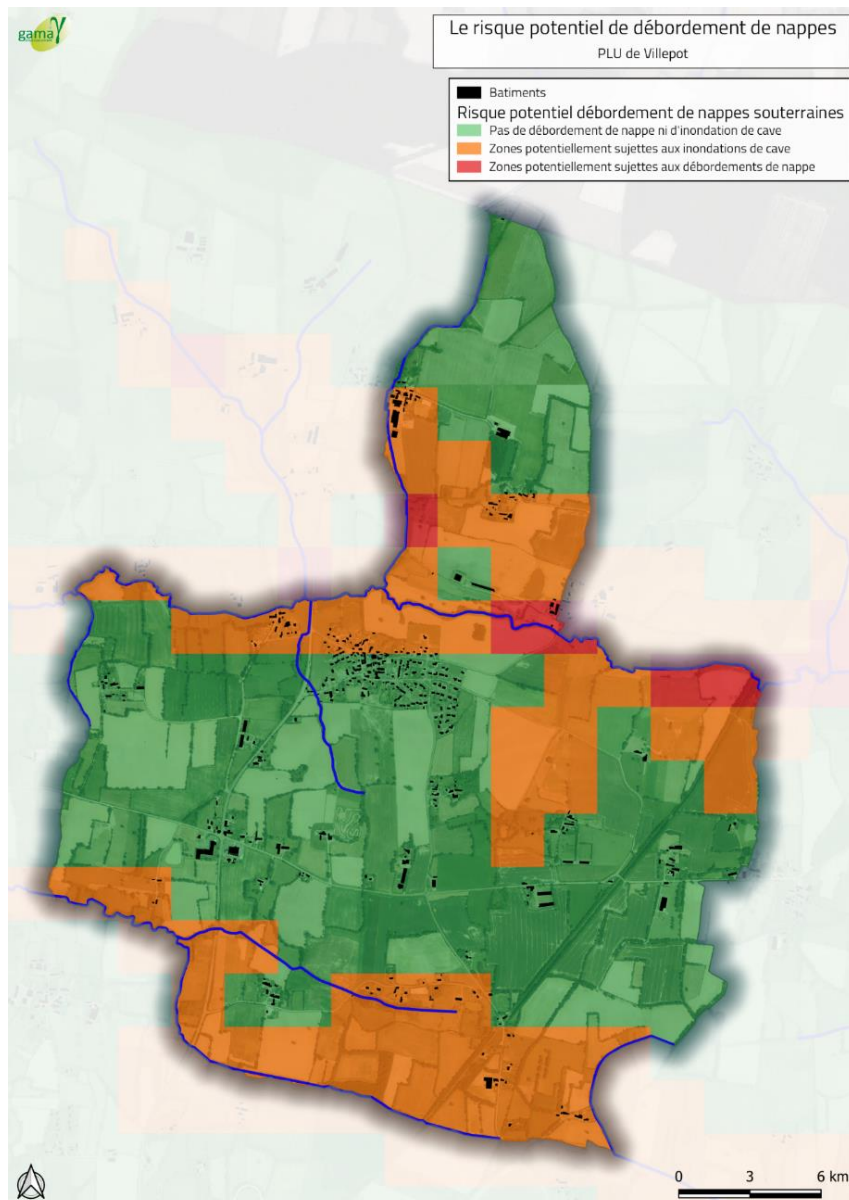 gama γ
Le risque potentiel de débordement de nappes
PLU de Villepot
Batiments
Risque potentiel débordement de nappes souterraines
Pas de débordement de nappe ni d'inondation de cave
Zones potentiellement sujettes aux inondations de cave
Zones potentiellement sujettes aux débordements de nappe
0 3 6 km